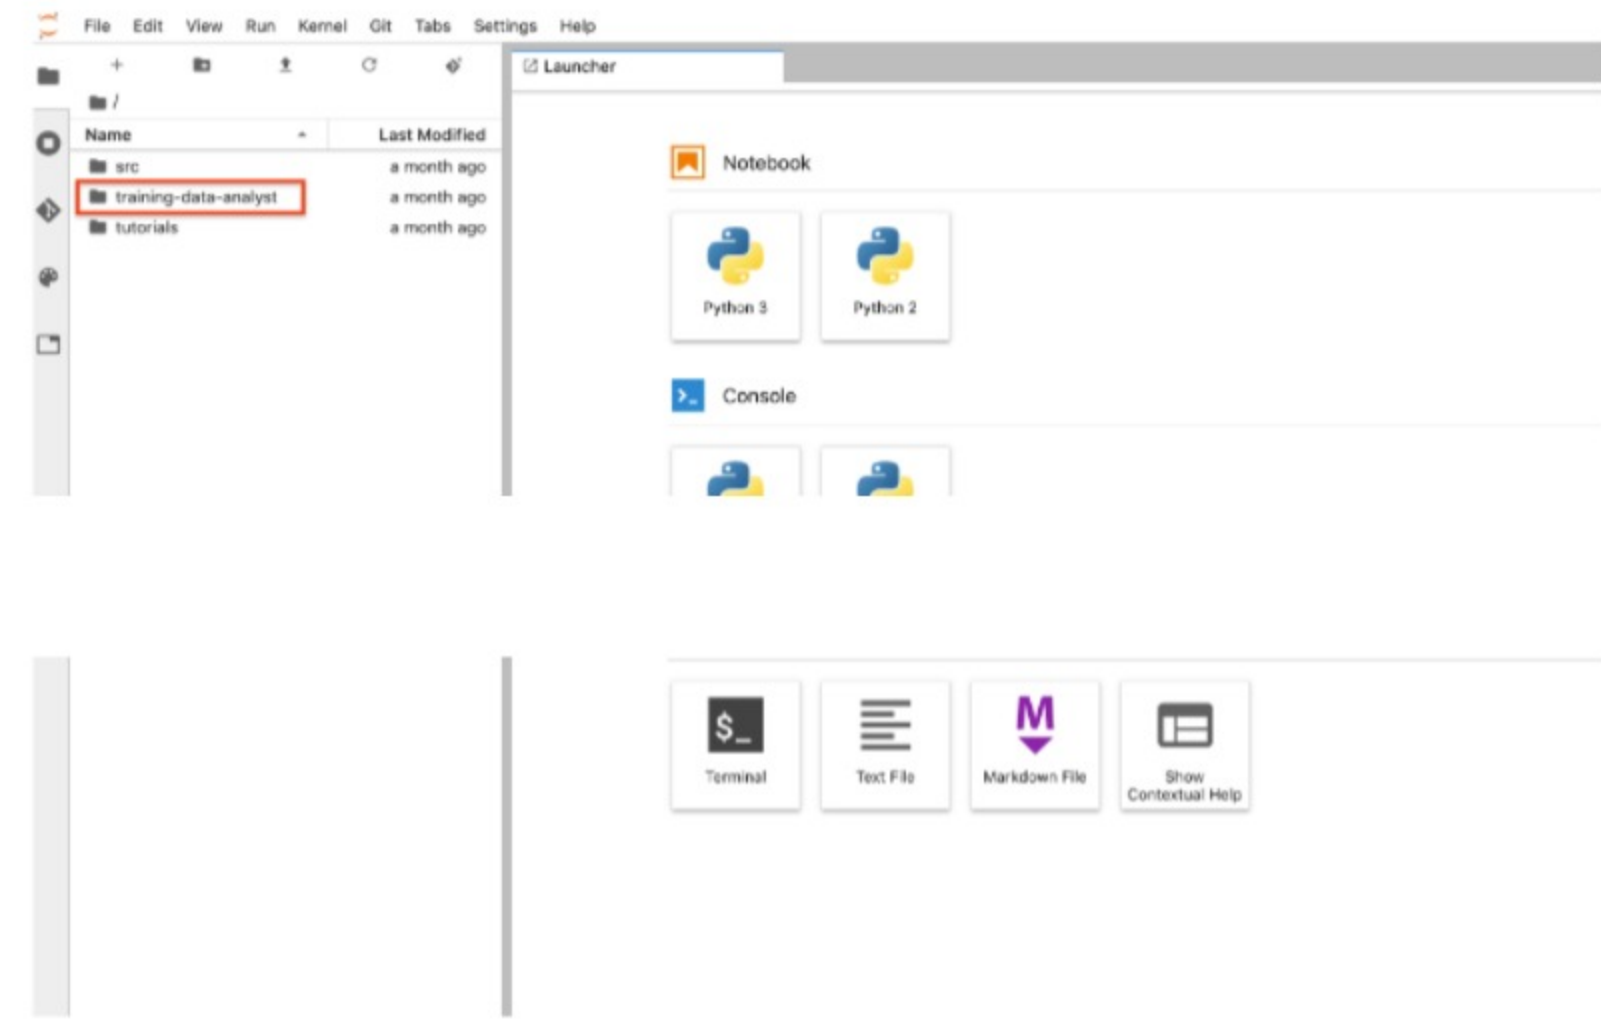 File Edit View Run Kernel Git Tabs Settings Help
Launcher
/
Name Last Modified
src a month ago
training-data-analyst a month ago
tutorials a month ago
Notebook
Python 3 Python 2
Console
$_
Terminal Text File Markdown File Show
Contextual Help